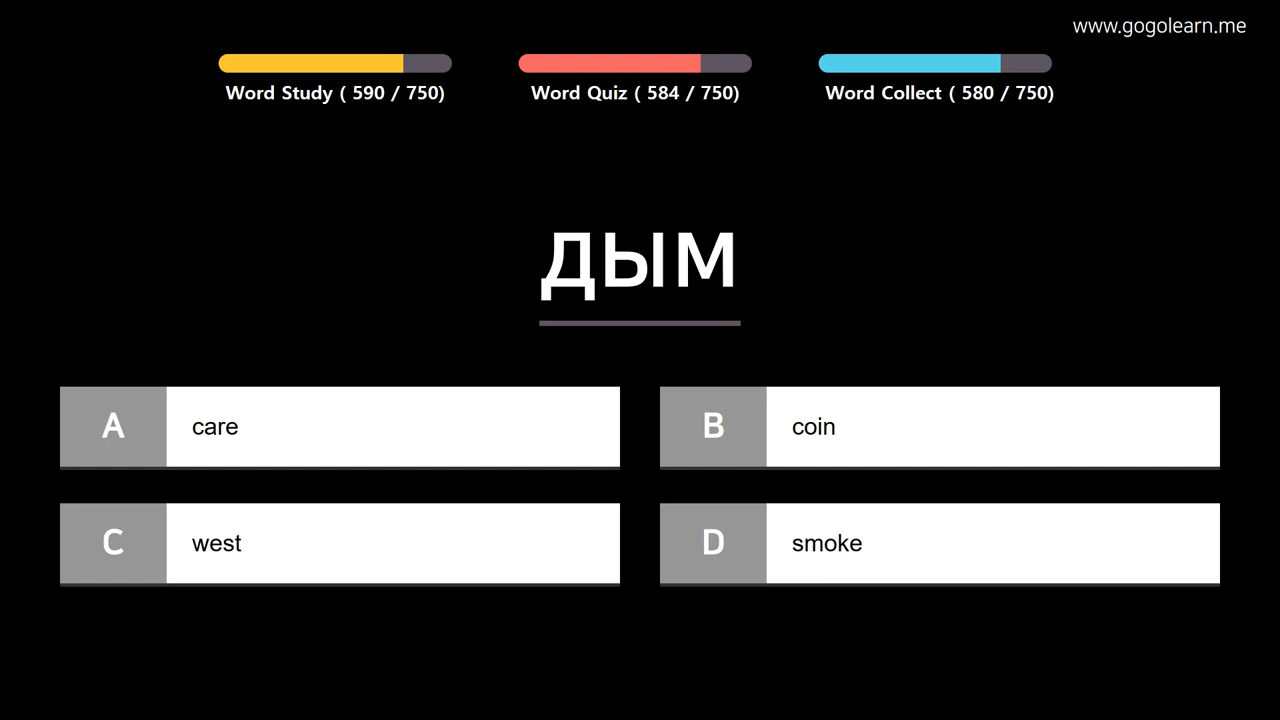 www.gogolearn.me
Word Study ( 590 / 750)
Word Quiz ( 584 / 750)
Word Collect ( 580 / 750)
дым
A care
B coin
C west
D smoke